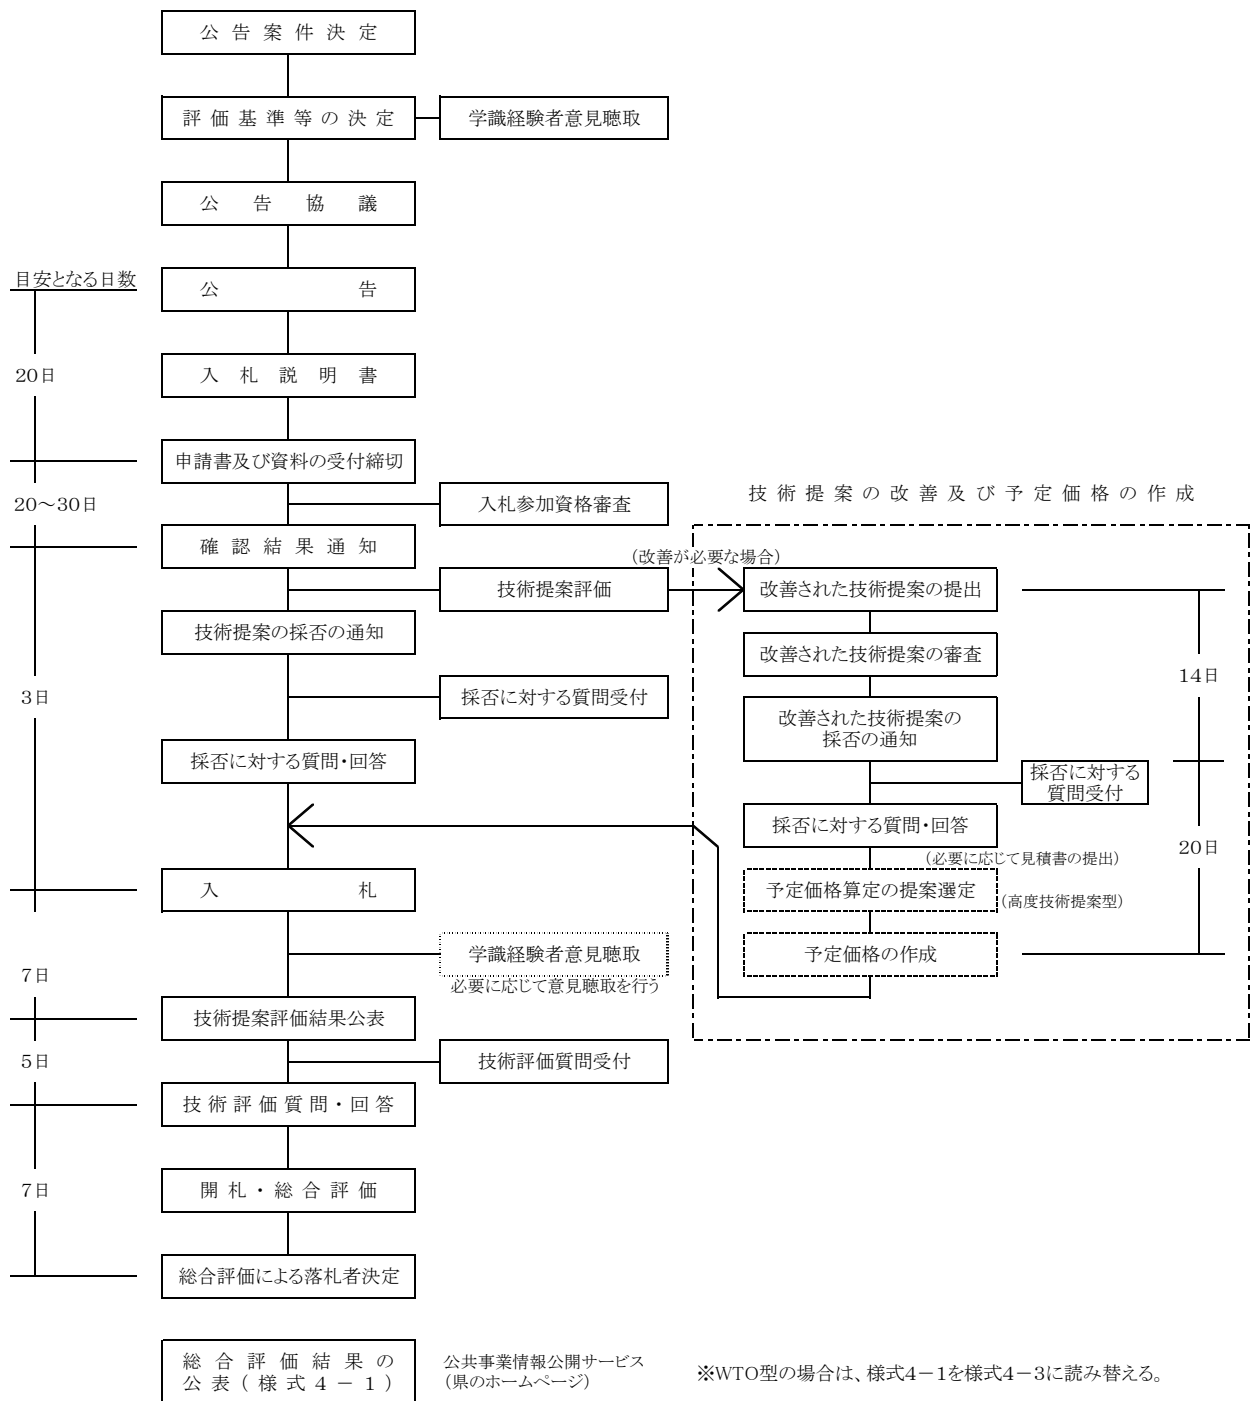 公告案件決定
評価基準等の決定
学識経験者意見聴取
公告協議
目安となる日数
公告
20日
入札説明書
申請書及び資料の受付締切
20～30日
入札参加資格審査
確認結果通知
技術提案評価
技術提案の採否の通知
3日
採否に対する質問受付
採否に対する質問・回答
入札
7日
学識経験者意見聴取
必要に応じて意見聴取を行う
技術提案評価結果公表
5日
技術評価質問受付
技術評価質問・回答
7日
開札・総合評価
総合評価による落札者決定
総合評価結果の
公表(様式4－1)
公共事業情報公開サービス
(県のホームページ)
※WTO型の場合は、様式4－1を様式4－3に読み替える。
技術提案の改善及び予定価格の作成
(改善が必要な場合)
改善された技術提案の提出
改善された技術提案の審査
14日
改善された技術提案の
採否の通知
採否に対する
質問受付
採否に対する質問・回答
20日
(必要に応じて見積書の提出)
予定価格算定の提案選定
(高度技術提案型)
予定価格の作成